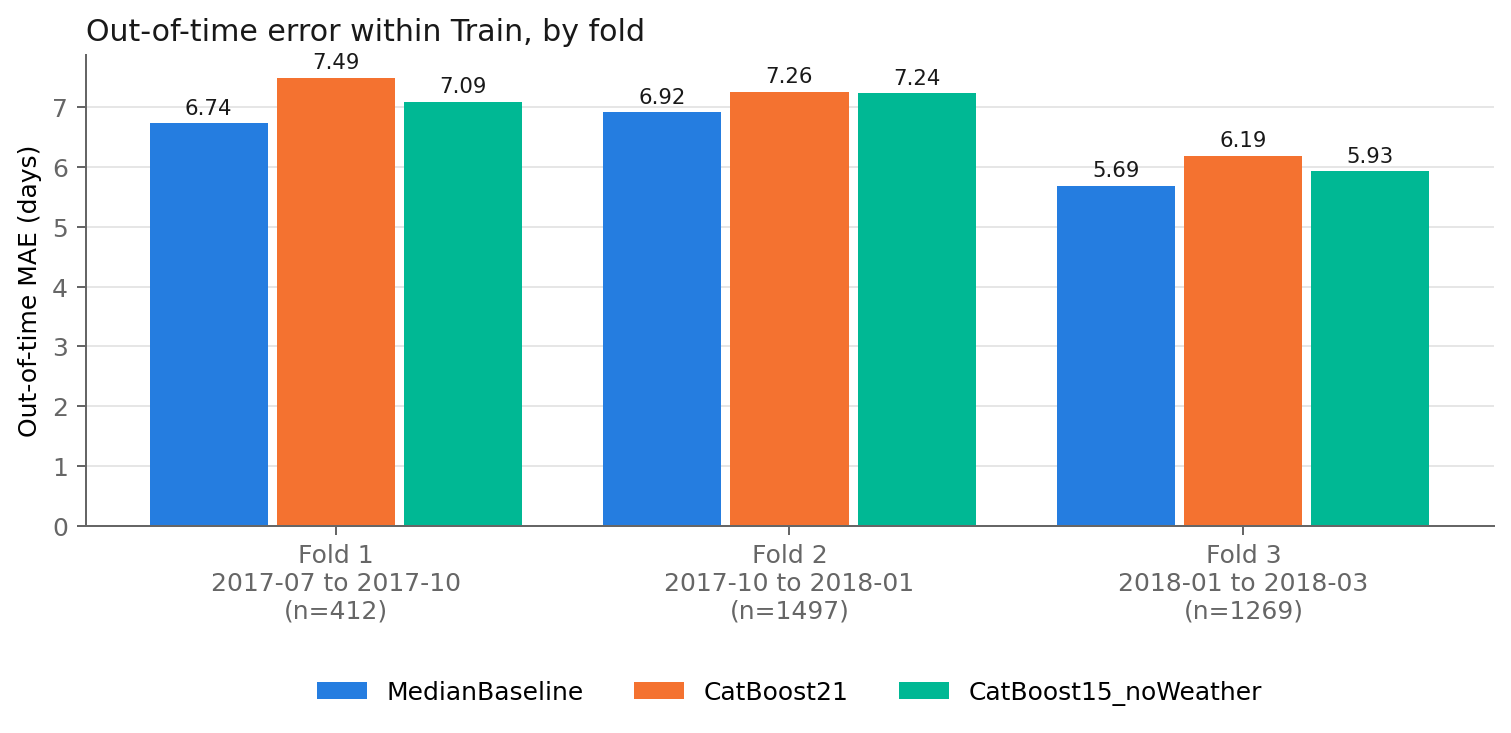 Out-of-time error within Train, by fold
Out-of-time MAE (days)
7
6
5
4
3
2
1
0
6.74
7.49
7.09
6.92
7.26
7.24
5.69
6.19
5.93
Fold 1
2017-07 to 2017-10
(n=412)
Fold 2
2017-10 to 2018-01
(n=1497)
Fold 3
2018-01 to 2018-03
(n=1269)
MedianBaseline
CatBoost21
CatBoost15_noWeather